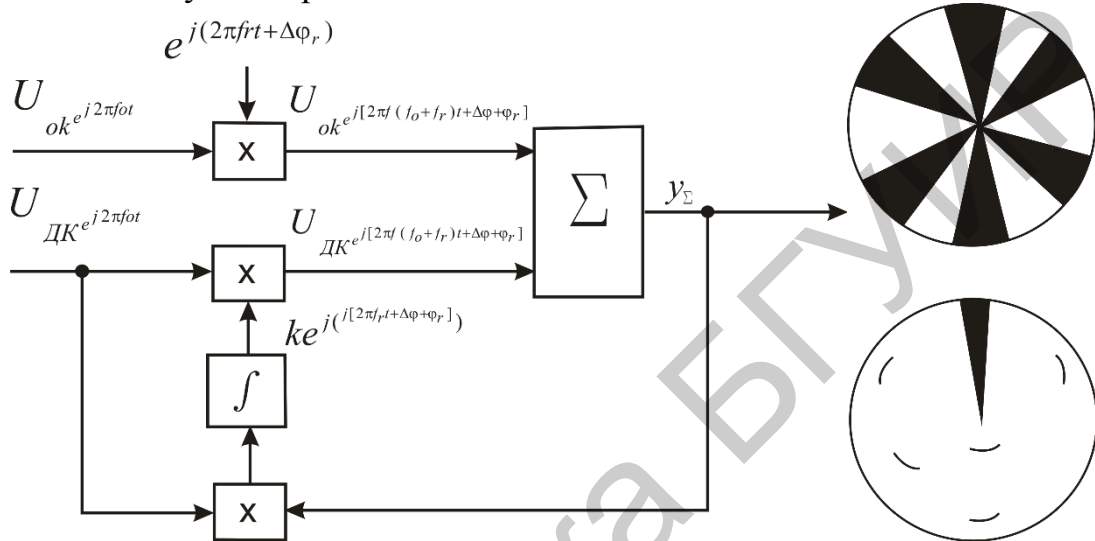 e^{j(2πfrt+Δφ_r)}
U_{ok} e^{j2πfot}
x
U_{ok} e^{j[2πf(f_o+f_r)t+Δφ+φ_r]}
Σ
y_Σ
U_{ДК} e^{j2πfot}
x
U_{ДК} e^{j[2πf(f_o+f_r)t+Δφ+φ_r]}
ke^{j(j[2πf_rt+Δφ+φ_r])}
∫
x
БГУИР